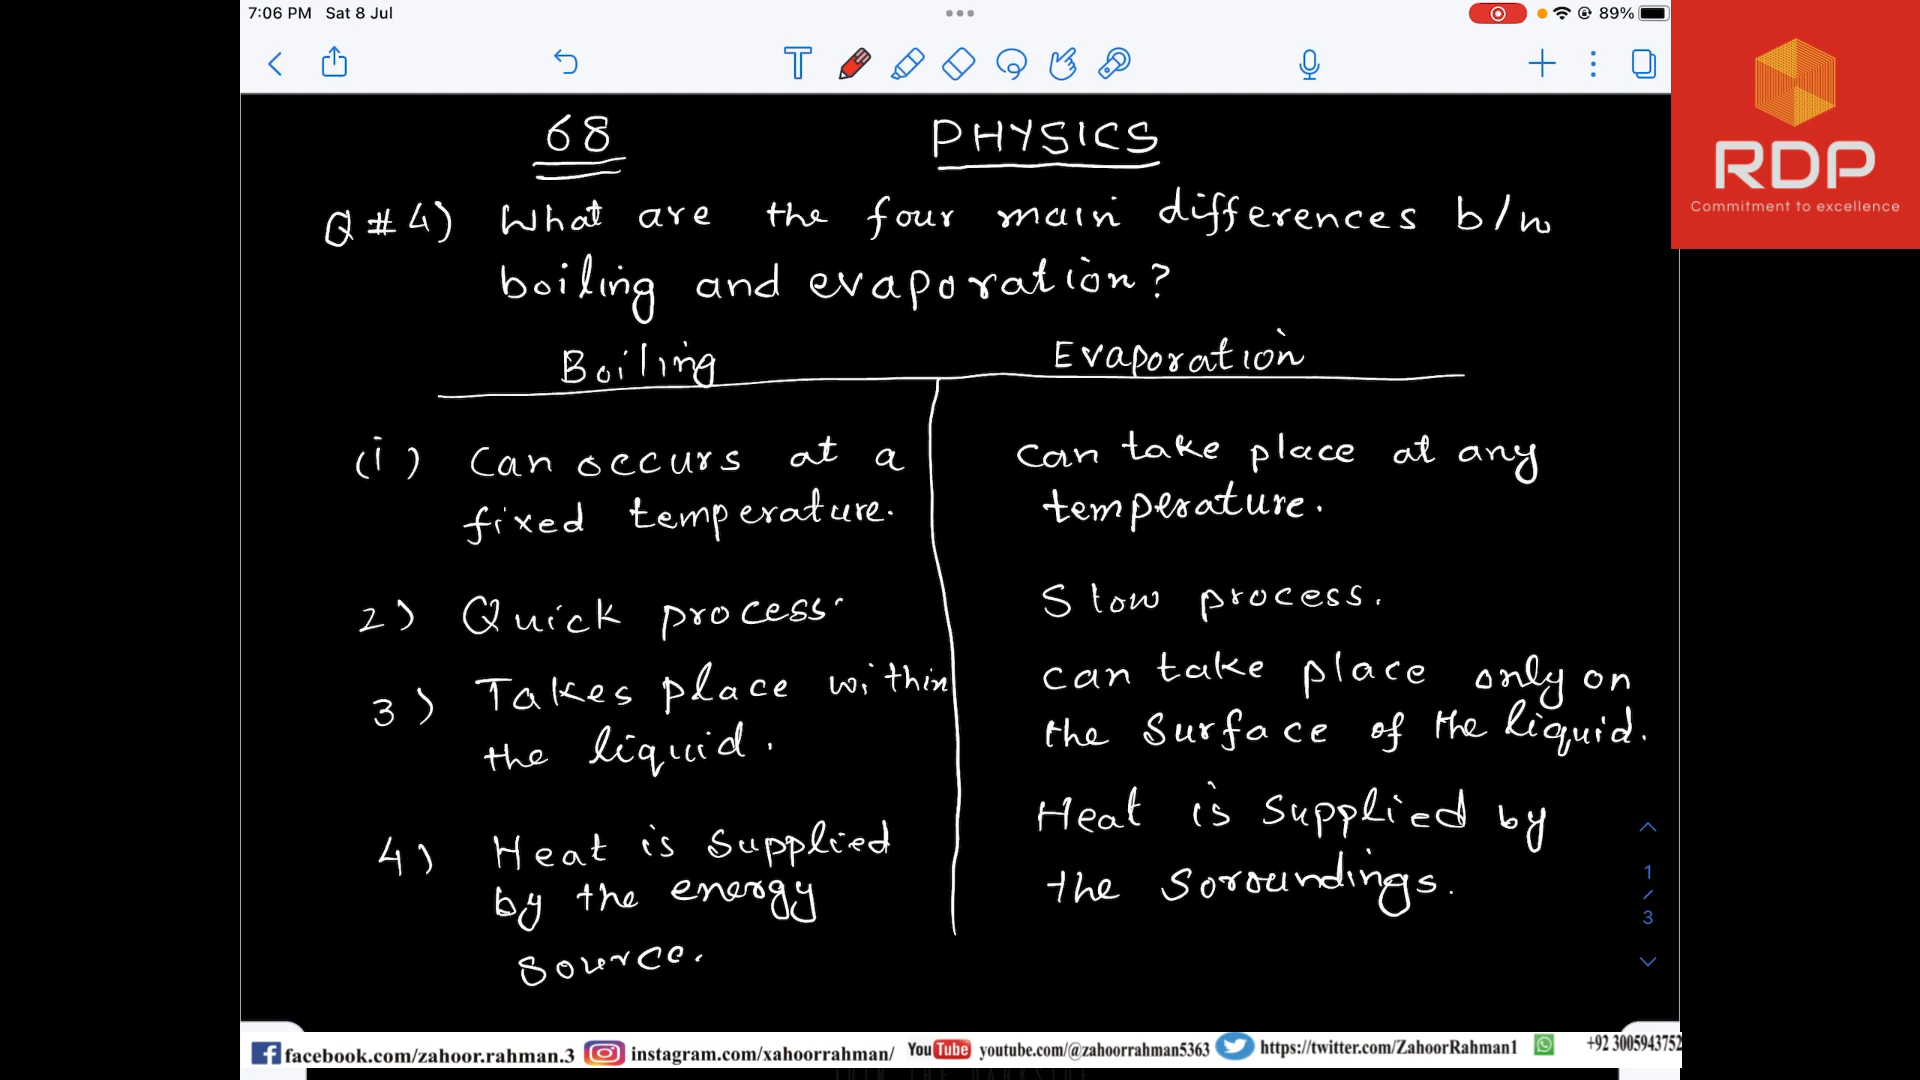 7:06 PM Sat 8 Jul
89%
RDP
Commitment to excellence
68 PHYSICS
Q # 4) What are the four main differences b/w
boiling and evaporation?
Boiling Evaporation
(i) Can occurs at a
fixed temperature.
can take place at any
temperature.
2) Quick process.
Slow process.
3) Takes place within
the liquid.
can take place only on
the surface of the liquid.
4) Heat is supplied
by the energy
source.
Heat is supplied by
the soroundings.
1
/
3
facebook.com/zahoor.rahman.3 instagram.com/xahoorrahman/ YouTube youtube.com/@zahoorrahman5363 https://twitter.com/ZahoorRahman1 +92 3005943752